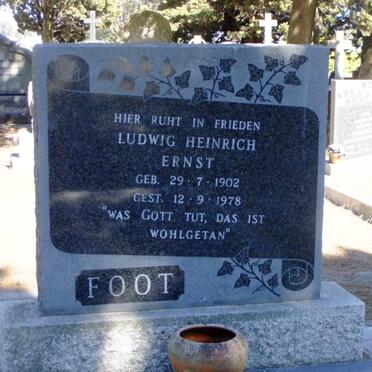 HIER RUHT IN FRIEDEN
LUDWIG HEINRICH
ERNST
GEB. 29·7·1902
GEST. 12·9·1978
"WAS GOTT TUT, DAS IST
WOHLGETAN"
FOOT